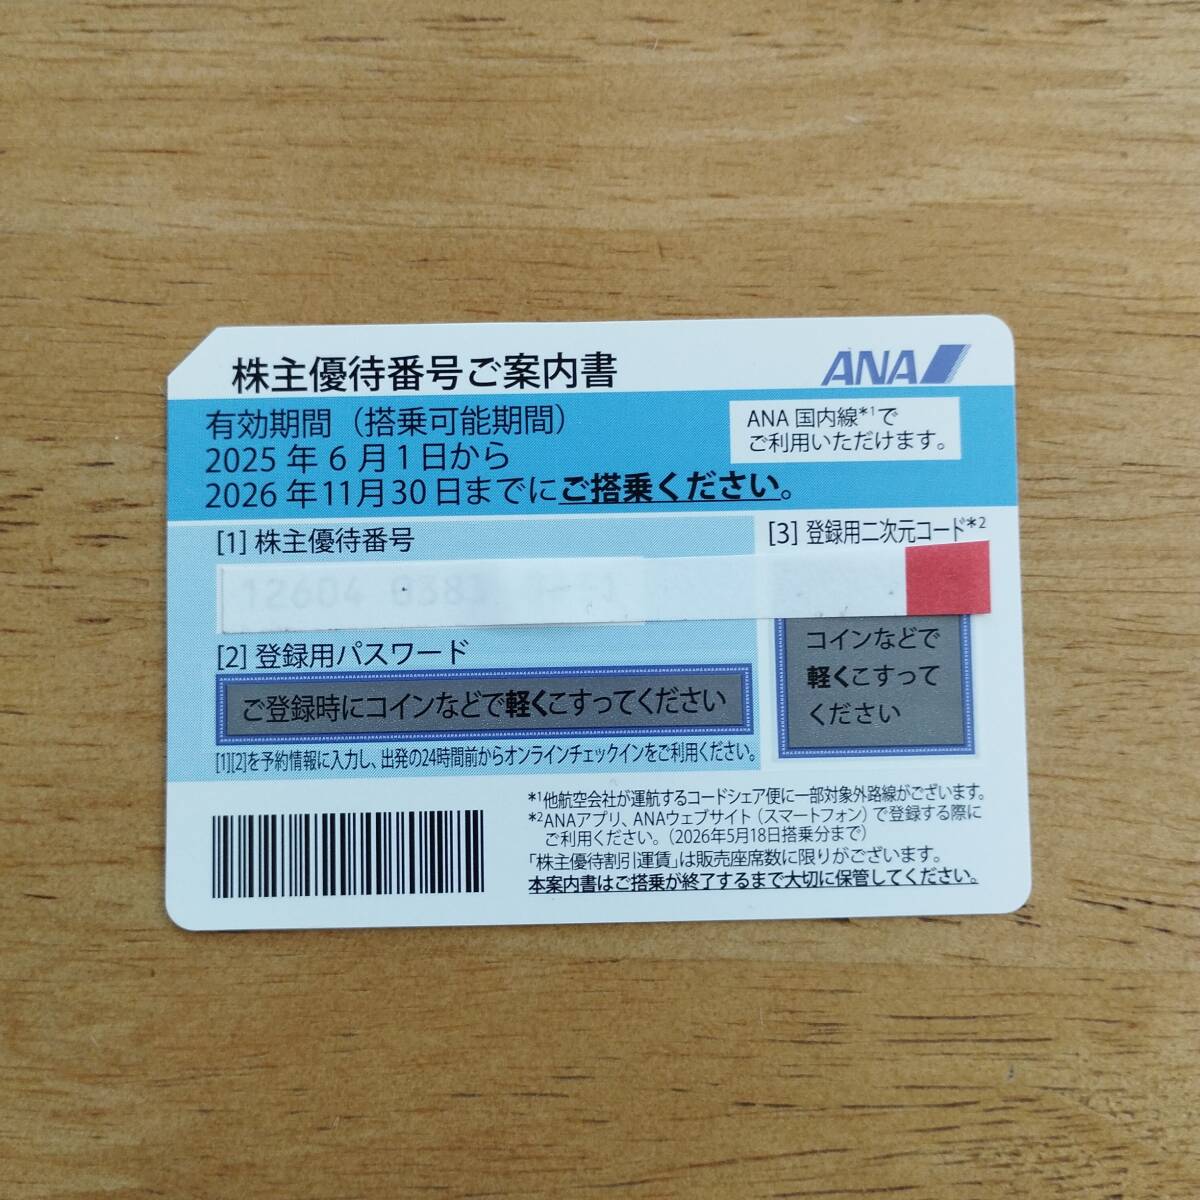 株主優待番号ご案内書
ANA
有効期間（搭乗可能期間）
2025年6月1日から
2026年11月30日までにご搭乗ください。
ANA国内線*1で
ご利用いただけます。
[1] 株主優待番号
12604
[2] 登録用パスワード
ご登録時にコインなどで軽くこすってください
[1][2]を予約情報に入力し、出発の24時間前からオンラインチェックインをご利用ください。
[3] 登録用二次元コード*2
コインなどで
軽くこすって
ください
*1他航空会社が運航するコードシェア便に一部対象外路線がございます。
*2ANAアプリ、ANAウェブサイト（スマートフォン）で登録する際に
ご利用ください。（2026年5月18日搭乗分まで）
「株主優待割引運賃」は販売座席数に限りがございます。
本案内書はご搭乗が終了するまで大切に保管してください。